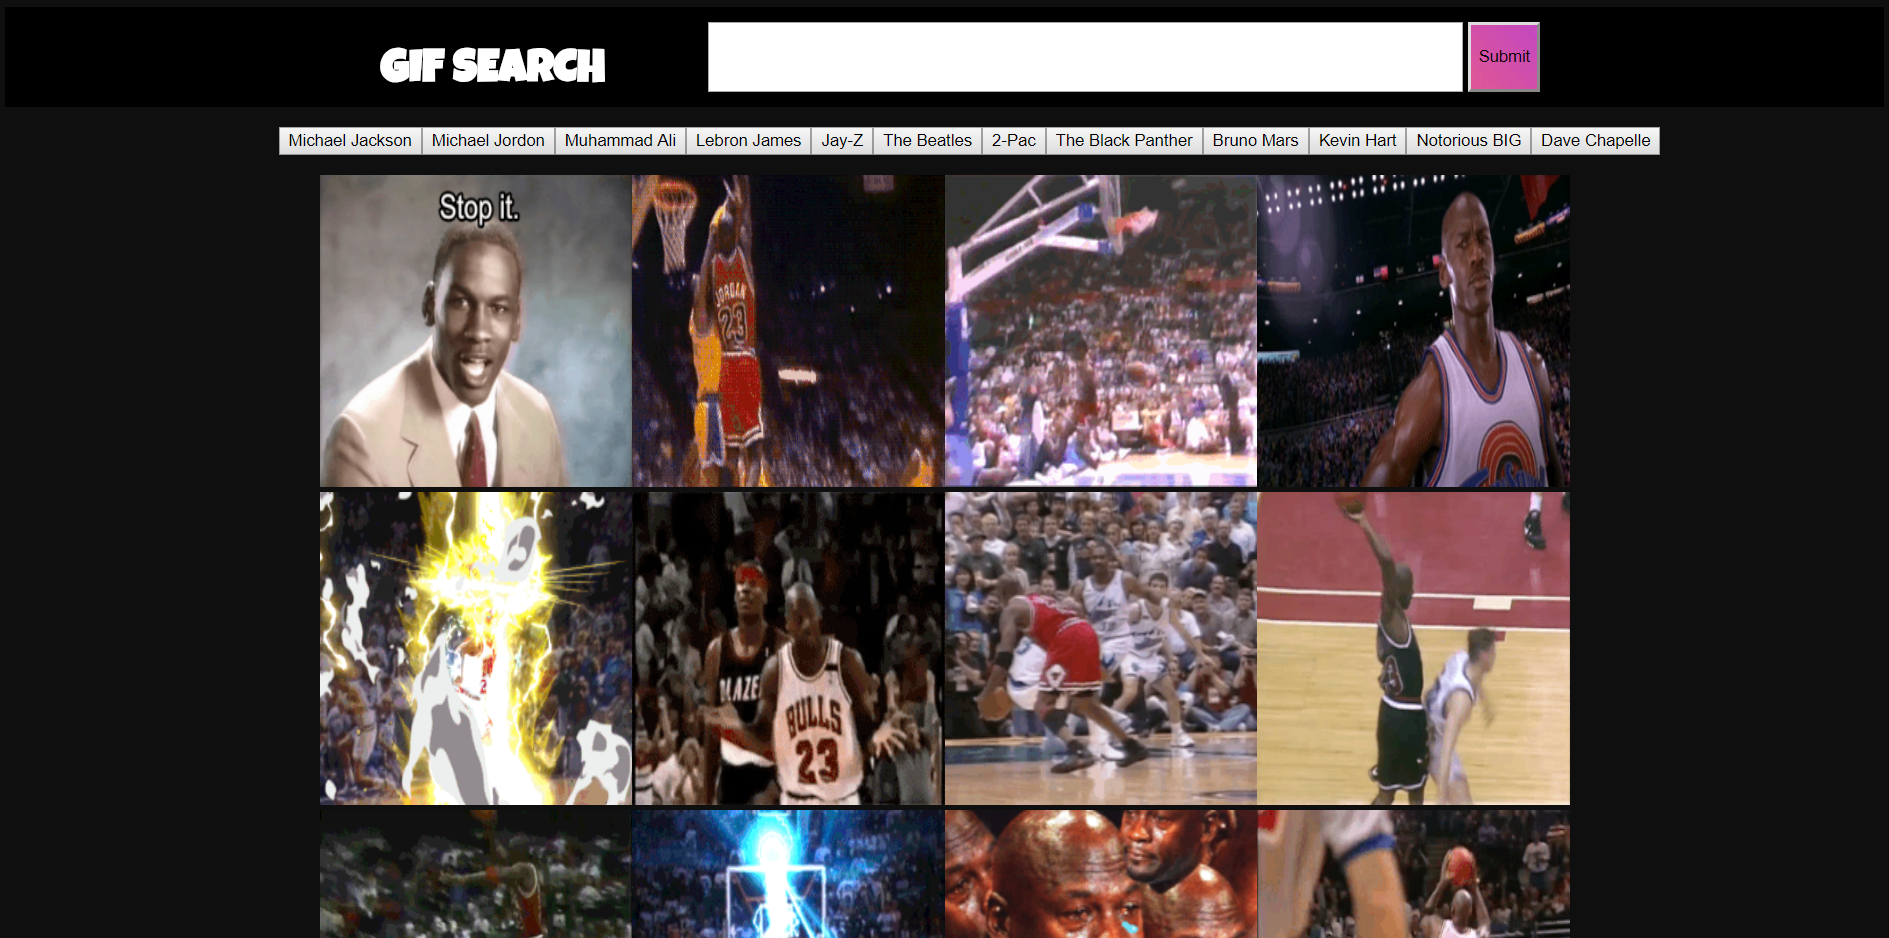 GIF SEARCH
Submit
Michael Jackson
Michael Jordon
Muhammad Ali
Lebron James
Jay-Z
The Beatles
2-Pac
The Black Panther
Bruno Mars
Kevin Hart
Notorious BIG
Dave Chapelle
Stop it.
JORDAN
23
BLAZE
BULLS
23